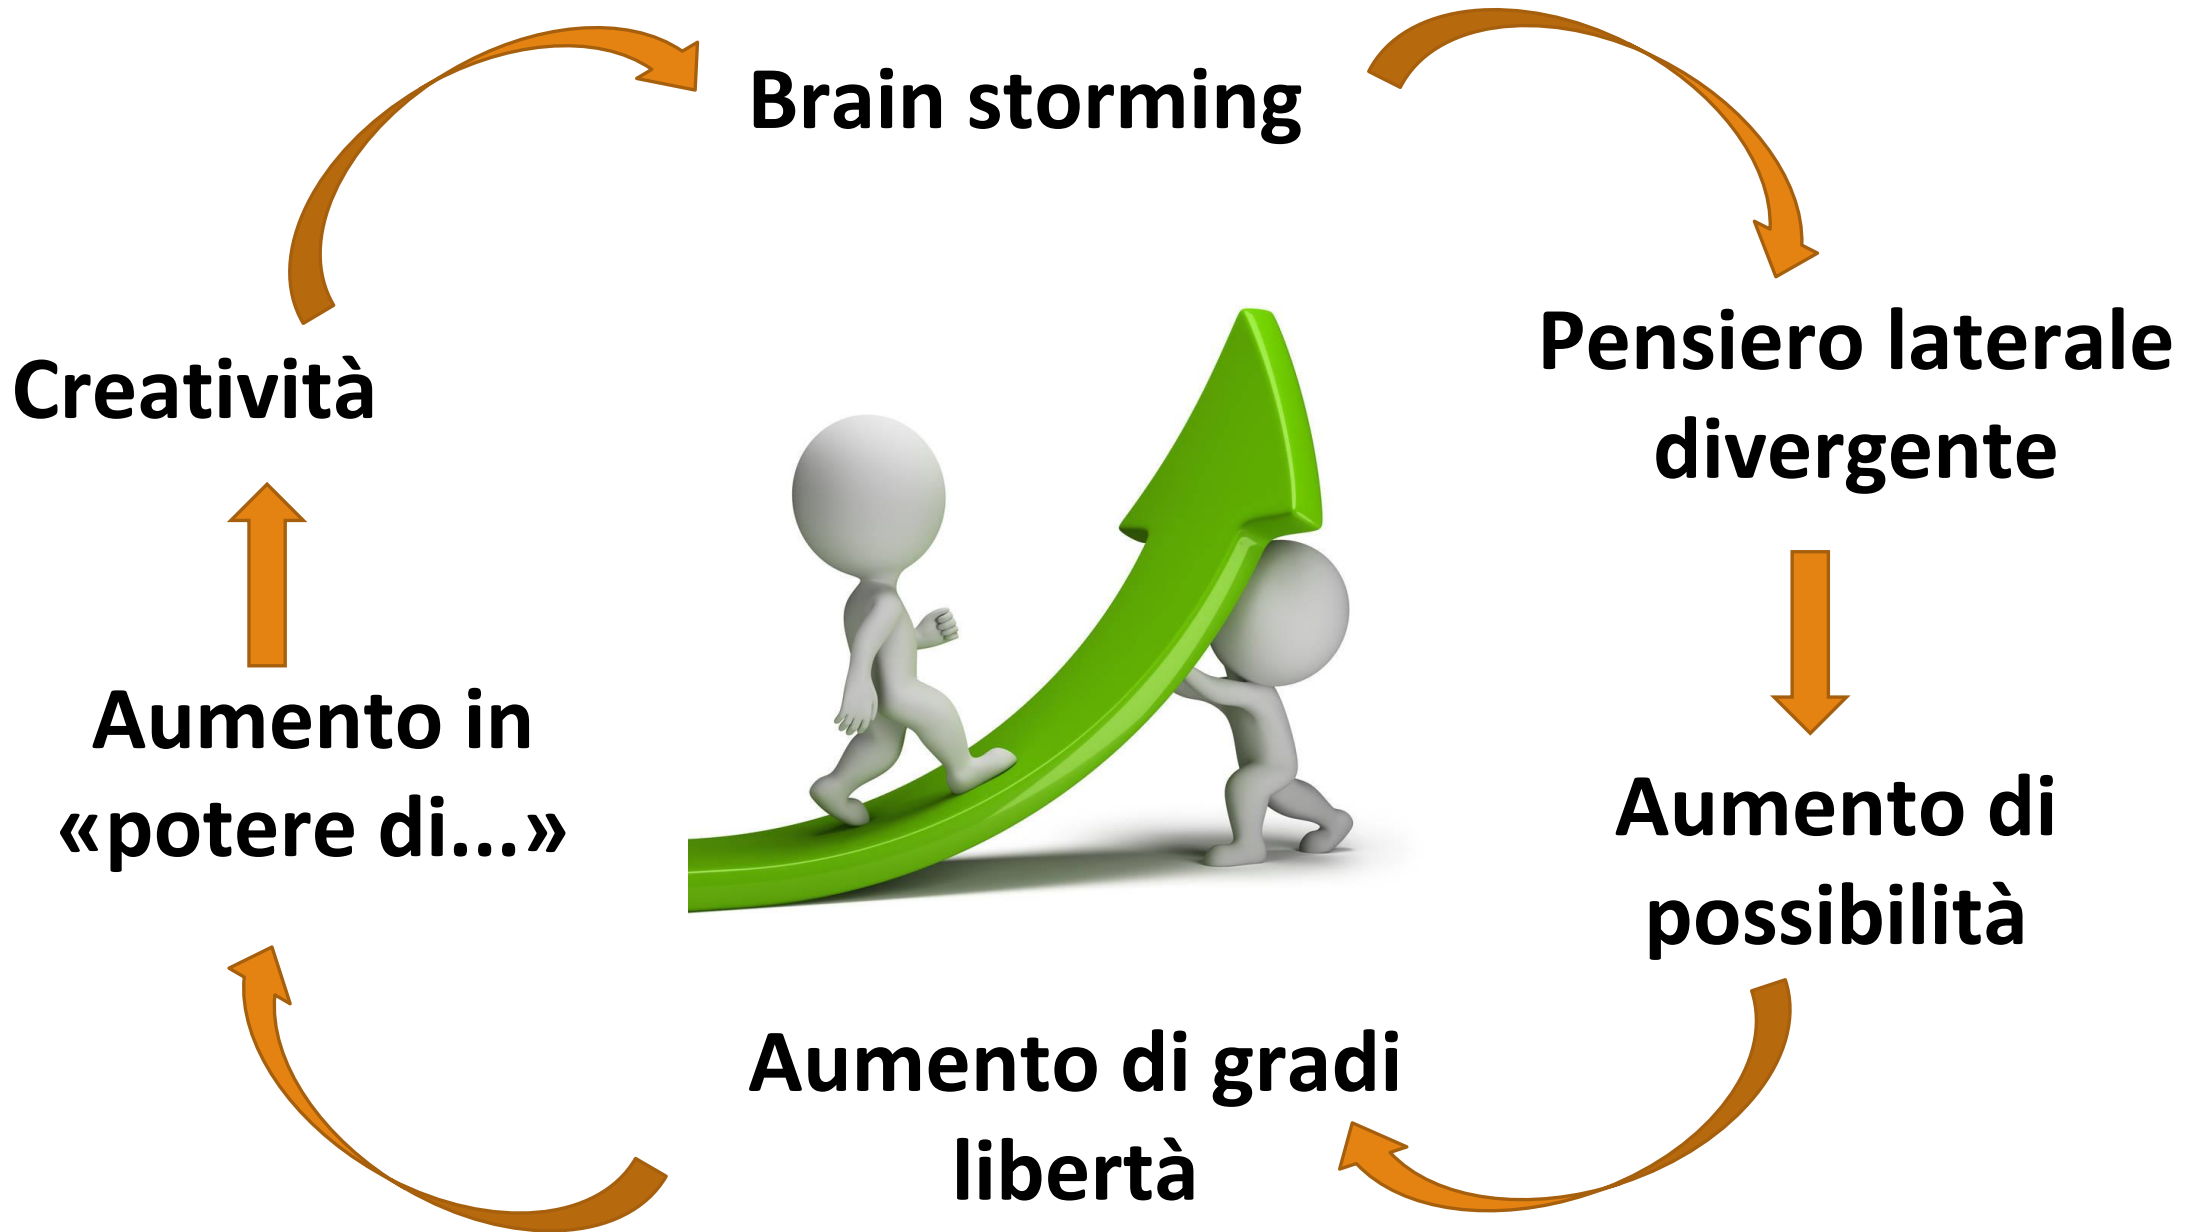 Brain storming
Pensiero laterale
divergente
Aumento di
possibilità
Aumento di gradi
libertà
Aumento in
«potere di...»
Creatività